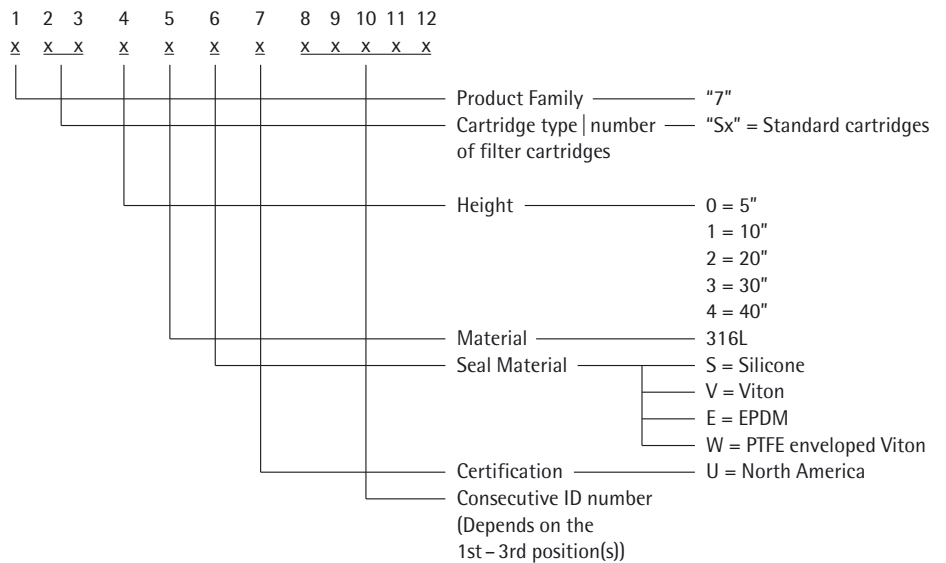 1 2 3 4 5 6 7 8 9 10 11 12
x x x x x x x x x x x x
Product Family “7”
Cartridge type | number “Sx” = Standard cartridges
of filter cartridges
Height 0 = 5”
1 = 10”
2 = 20”
3 = 30”
4 = 40”
Material 316L
Seal Material S = Silicone
V = Viton
E = EPDM
W = PTFE enveloped Viton
Certification U = North America
Consecutive ID number
(Depends on the
1st – 3rd position(s))